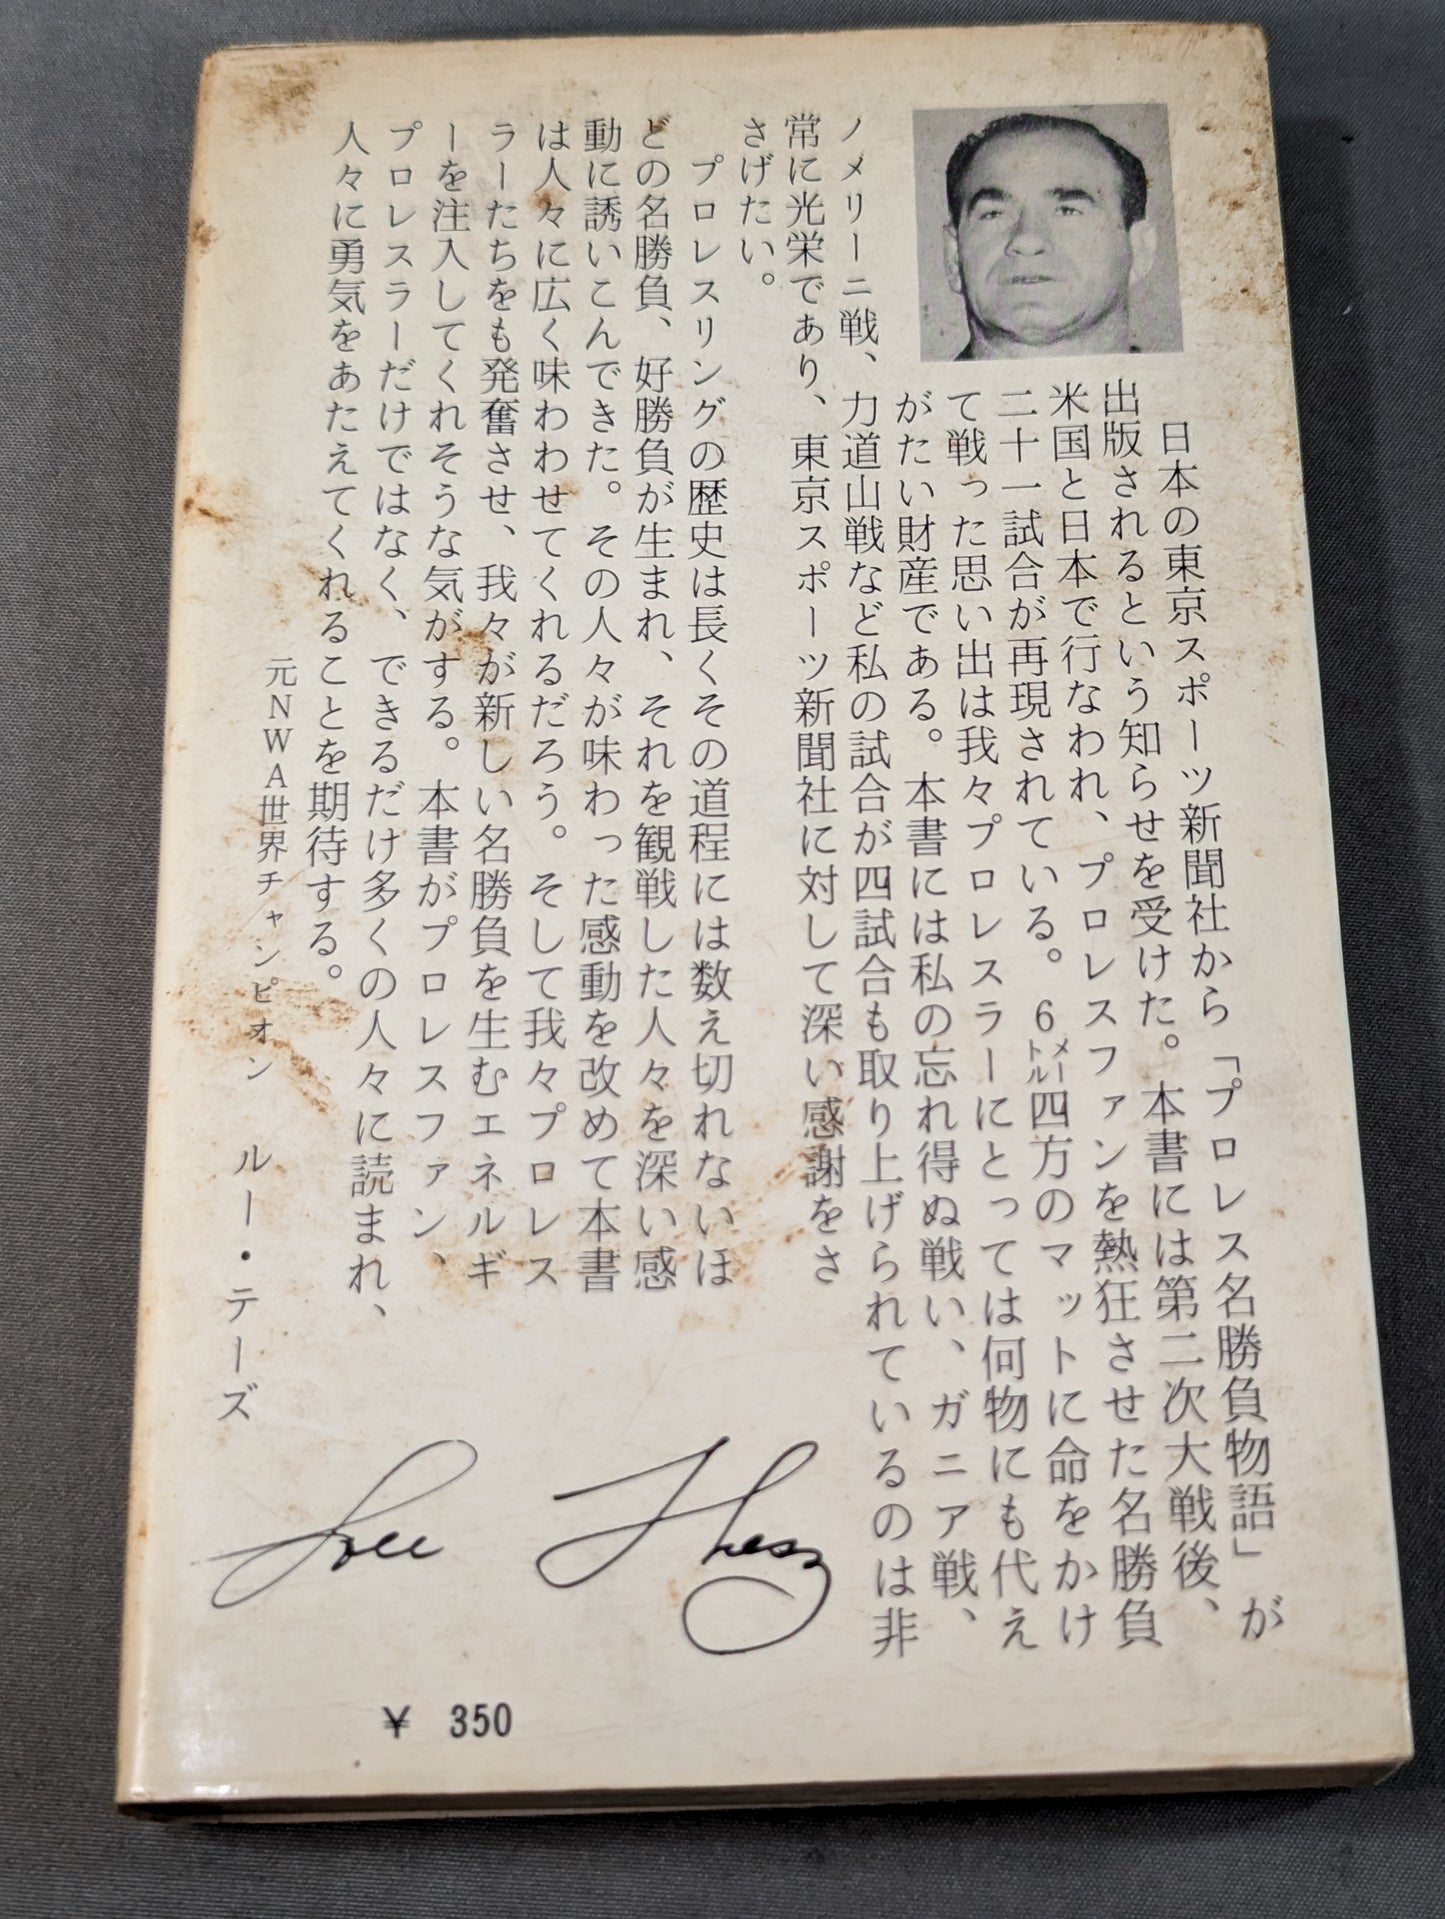 日本の東京スポーツ新聞社から「プロレス名勝負物語」が
出版されるという知らせを受けた。本書には第二次大戦後、
米国と日本で行なわれ、プロレスファンを熱狂させた名勝負
二十一試合が再現されている。6メートル四方のマットに命をかけ
て戦った思い出は我々プロレスラーにとっては何物にも代え
がたい財産である。本書には私の忘れ得ぬ戦い、ガニア戦、
ノメリーニ戦、力道山戦など私の試合が四試合も取り上げられているのは非
常に光栄であり、東京スポーツ新聞社に対して深い感謝をさ
さげたい。
プロレスリングの歴史は長くその道程には数え切れないほ
どの名勝負、好勝負が生まれ、それを観戦した人々を深い感
動に誘いこんできた。その人々が味わった感動を改めて本書
は人々に広く味わわせてくれるだろう。そして我々プロレス
ラーたちをも発奮させ、我々が新しい名勝負を生むエネルギ
ーを注入してくれそうな気がする。本書がプロレスファン、
プロレスラーだけではなく、できるだけ多くの人々に読まれ、
人々に勇気をあたえてくれることを期待する。
元NWA世界チャンピオン ルー・テーズ
Lou Thesz
¥ 350